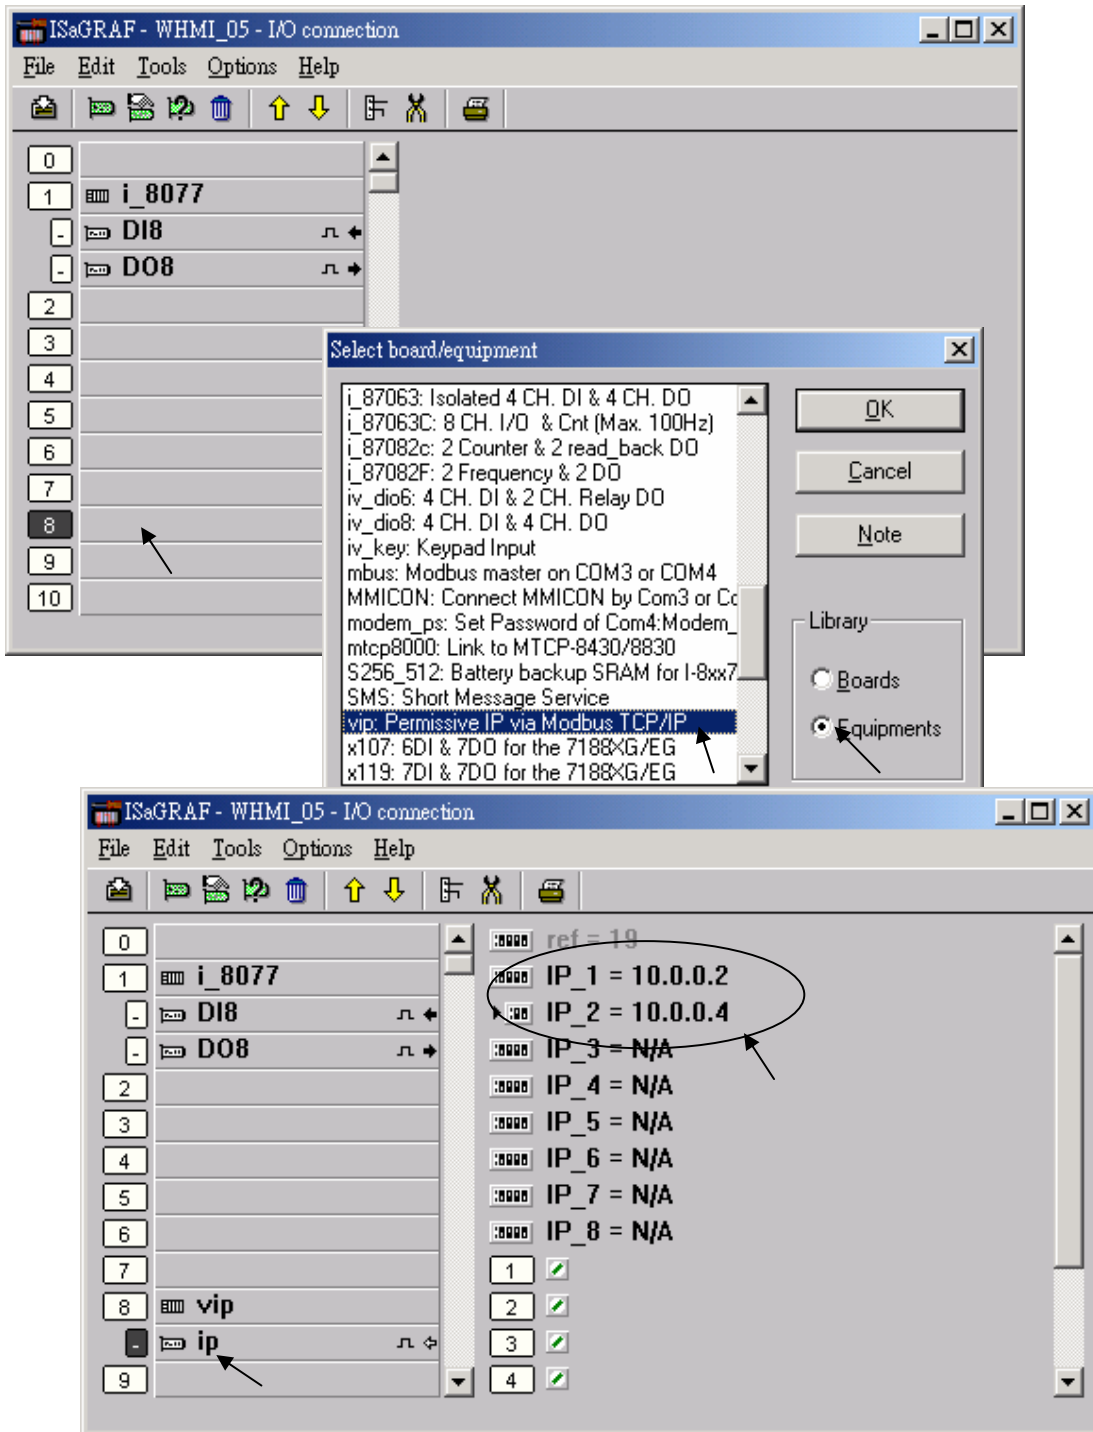 ISaGRAF - WHMI_05 - I/O connection
File Edit Tools Options Help
0
1 i_8077
- DI8
- DO8
2
3
4
5
6
7
8
9
10
Select board/equipment
i_87063: Isolated 4 CH. DI & 4 CH. DO
i_87063C: 8 CH. I/O & Cnt (Max. 100Hz)
i_87082c: 2 Counter & 2 read_back DO
i_87082F: 2 Frequency & 2 DO
iv_dio6: 4 CH. DI & 2 CH. Relay DO
iv_dio8: 4 CH. DI & 4 CH. DO
iv_key: Keypad Input
mbus: Modbus master on COM3 or COM4
MMICON: Connect MMICON by Com3 or Cc
modem_ps: Set Password of Com4:Modem_
mtcp8000: Link to MTCP-8430/8830
S256_512: Battery backup SRAM for I-8xx7
SMS: Short Message Service
vip: Permissive IP via Modbus TCP/IP
x107: 6DI & 7DO for the 7188XG/EG
x119: 7DI & 7DO for the 7188XG/EG
OK
Cancel
Note
Library
Boards
Equipments
ISaGRAF - WHMI_05 - I/O connection
File Edit Tools Options Help
0
1 i_8077
- DI8
- DO8
2
3
4
5
6
7
8 vip
- ip
9
ref = 19
IP_1 = 10.0.0.2
IP_2 = 10.0.0.4
IP_3 = N/A
IP_4 = N/A
IP_5 = N/A
IP_6 = N/A
IP_7 = N/A
IP_8 = N/A
1
2
3
4